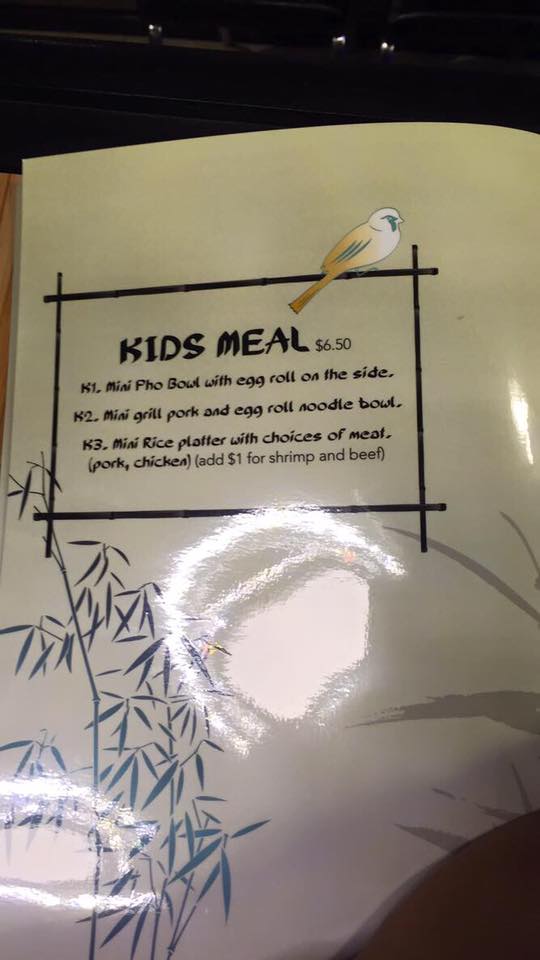 KIDS MEAL $6.50
K1. Mini Pho Bowl with egg roll on the side.
K2. Mini grill pork and egg roll noodle bowl.
K3. Mini Rice platter with choices of meat.
(pork, chicken) (add $1 for shrimp and beef)